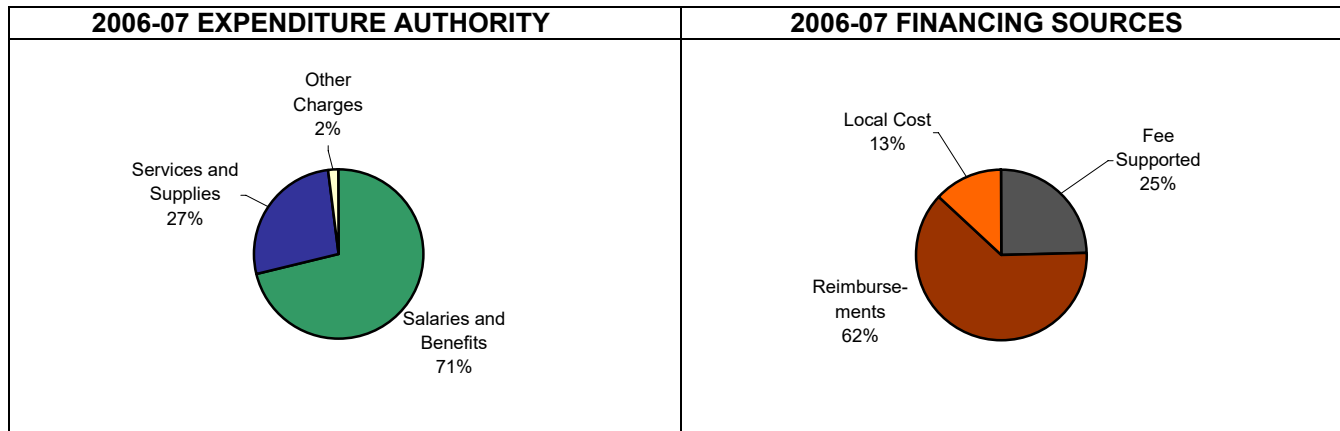 2006-07 EXPENDITURE AUTHORITY
Other
Charges
2%
Services and
Supplies
27%
Salaries and
Benefits
71%
2006-07 FINANCING SOURCES
Local Cost
13%
Fee
Supported
25%
Reimburse-
ments
62%